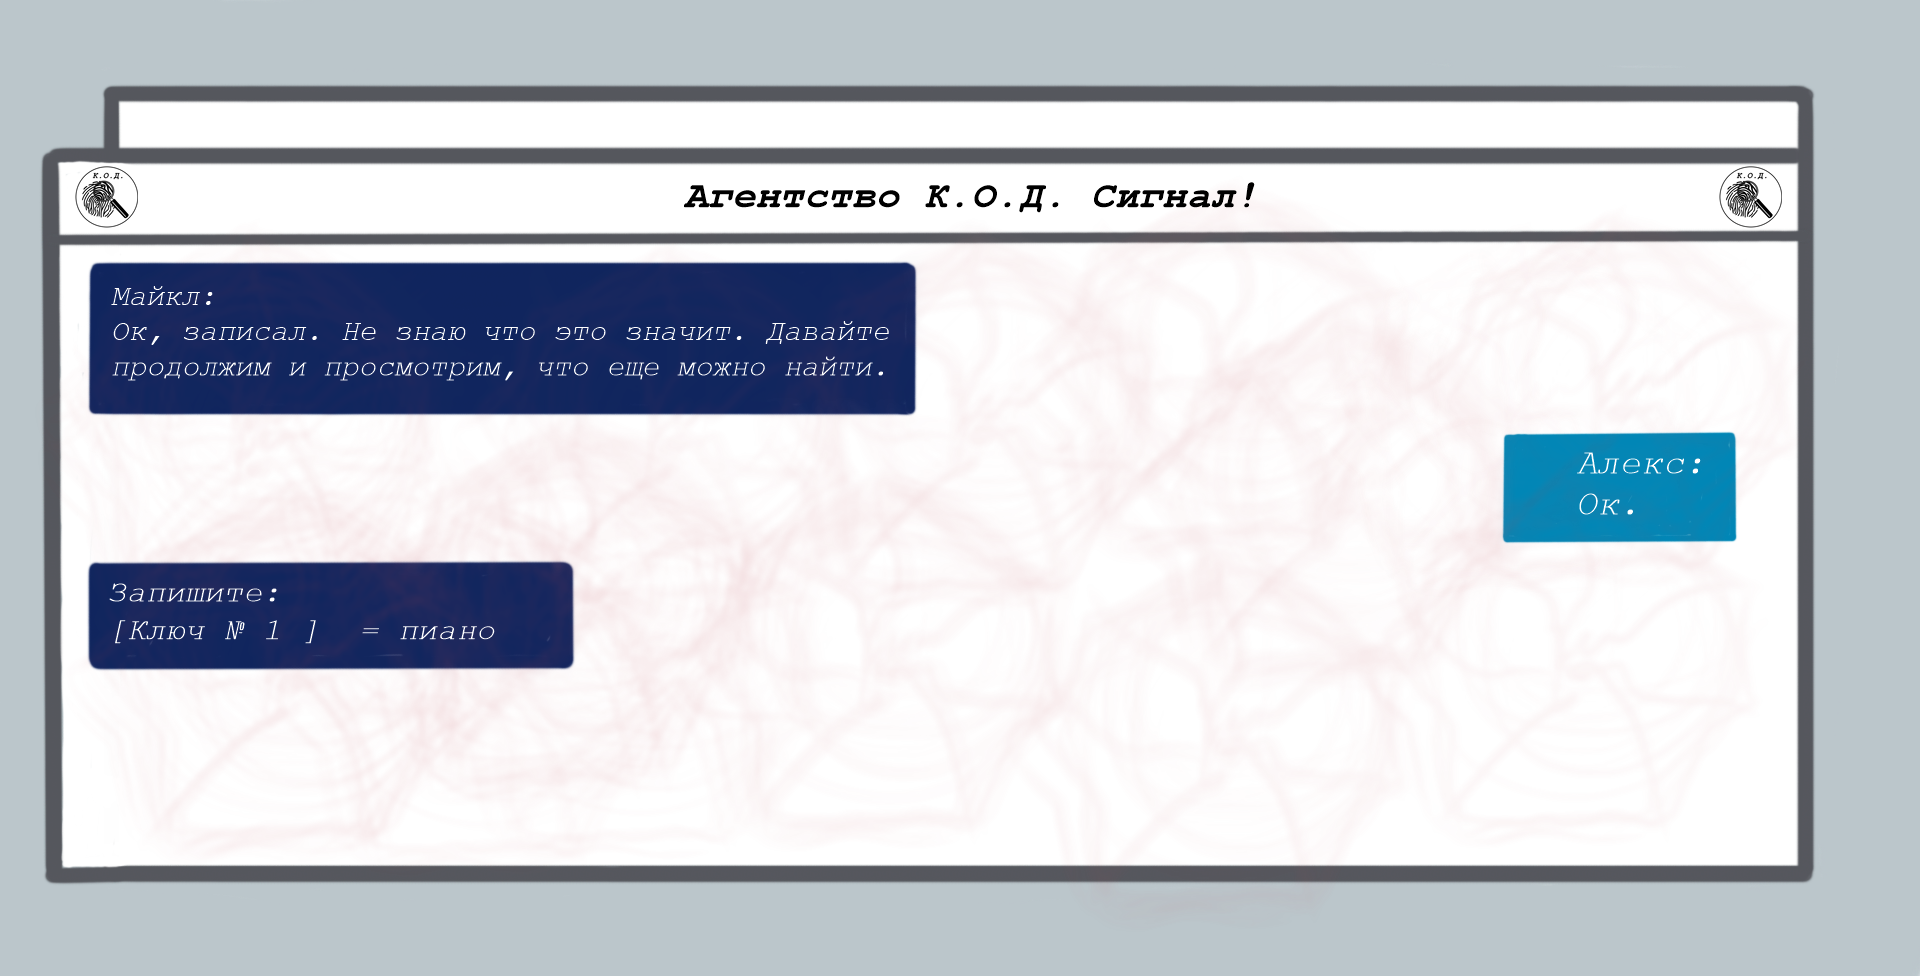 К.О.Д.
Агентство К.О.Д. Сигнал!
К.О.Д.
Майкл:
Ок, записал. Не знаю что это значит. Давайте
продолжим и просмотрим, что еще можно найти.
Алекс:
Ок.
Запишите:
[Ключ № 1 ] = пиано